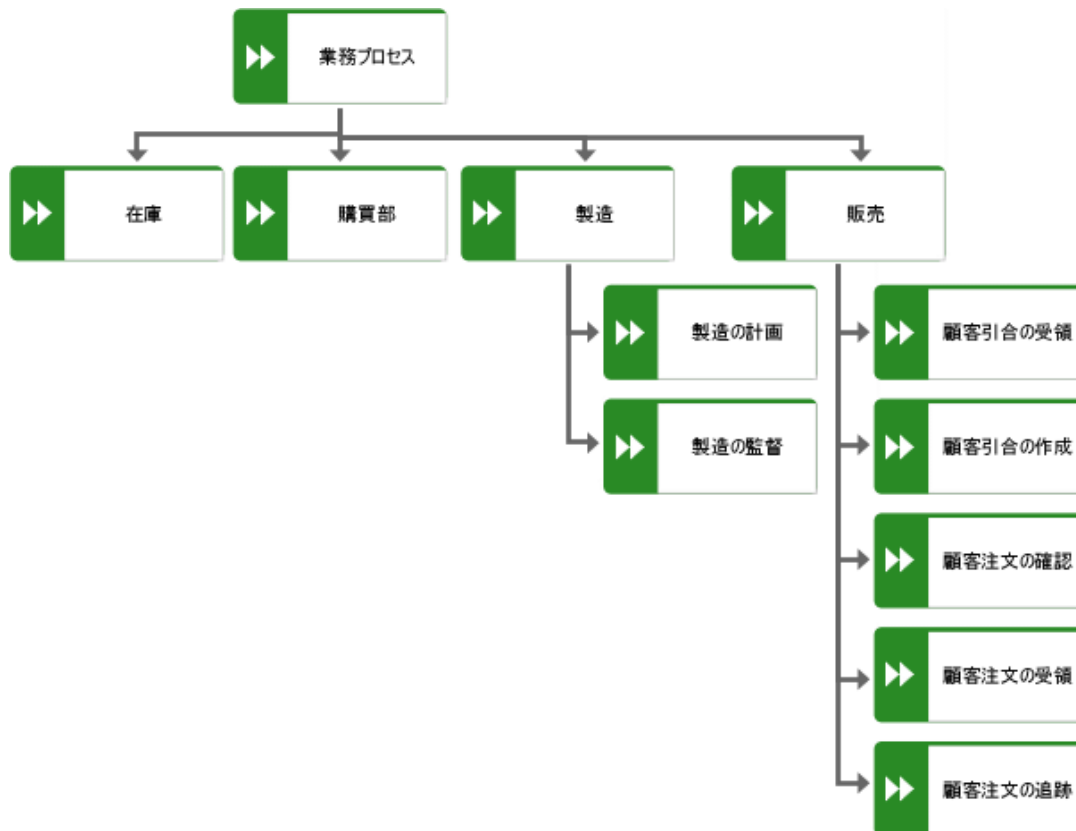 業務プロセス
在庫
購買部
製造
販売
製造の計画
製造の監督
顧客引合の受領
顧客引合の作成
顧客注文の確認
顧客注文の受領
顧客注文の追跡